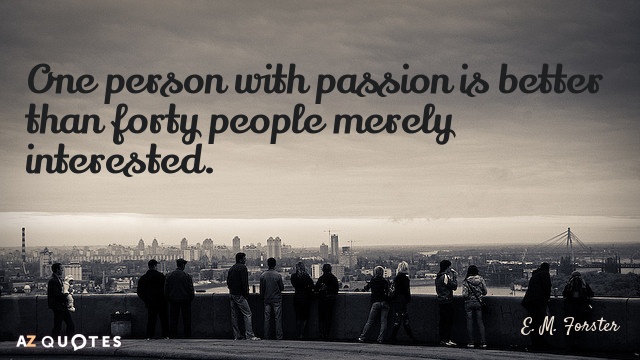 One person with passion is better
than forty people merely
interested.
E. M. Forster
AZ QUOTES